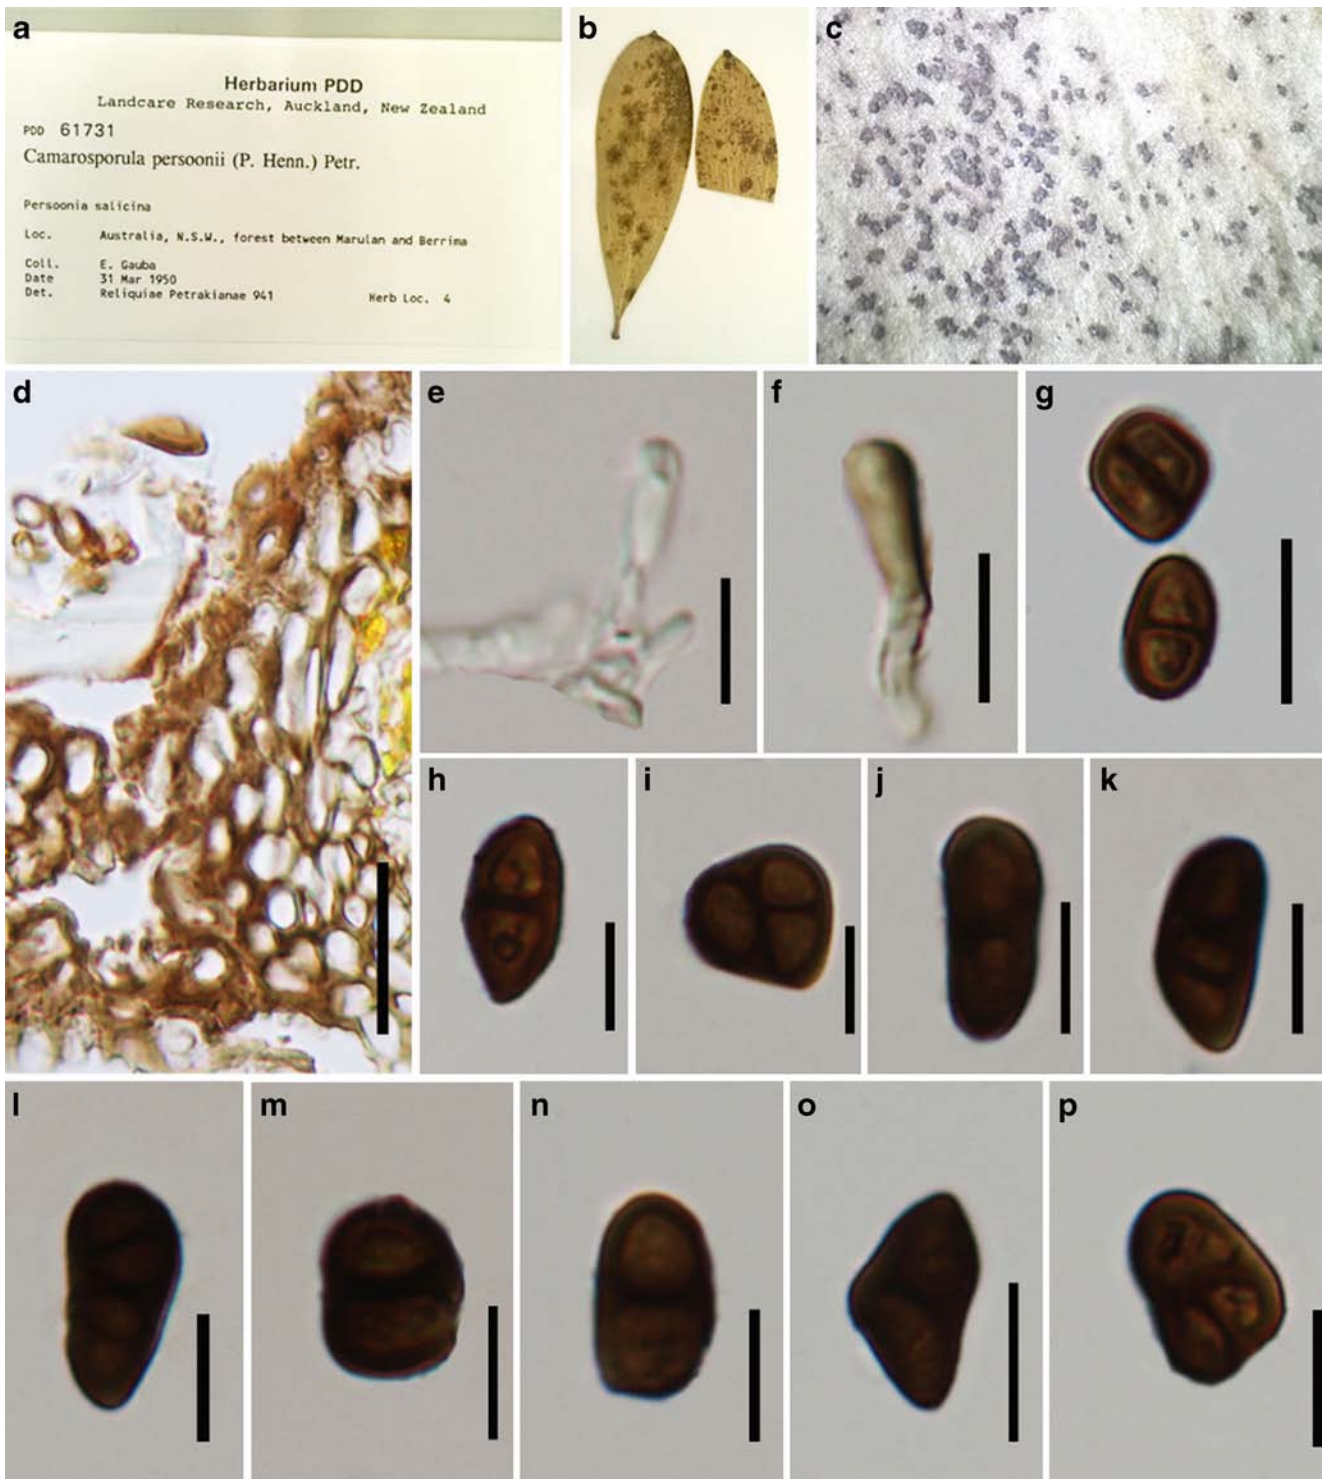 a
Herbarium PDD
Landcare Research, Auckland, New Zealand
PDD 61731
Camarosporula persoonii (P. Henn.) Petr.
Persoonia salicina
Loc. Australia, N.S.W., forest between Marulan and Berrima
Coll. E. Gauba
Date 31 Mar 1950
Det. Reliquiae Petrakianae 941 Herb Loc. 4
b
c
d
e
f
g
h
i
j
k
l
m
n
o
p